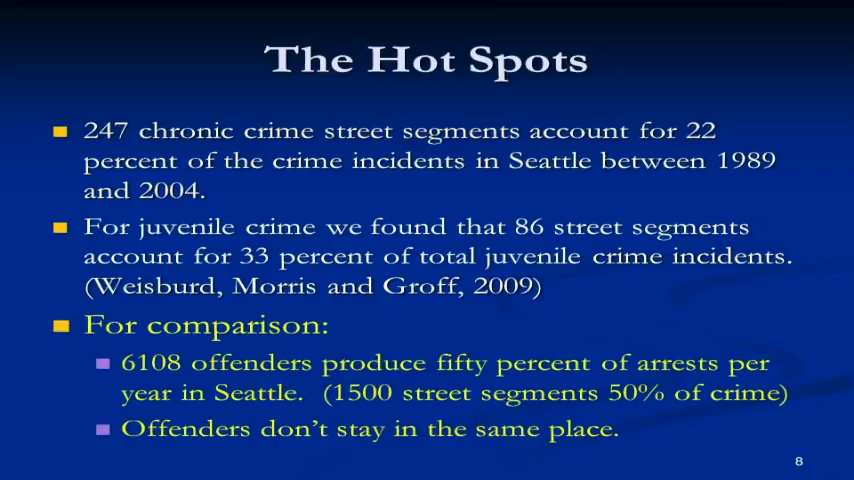 The Hot Spots
247 chronic crime street segments account for 22
percent of the crime incidents in Seattle between 1989
and 2004.
For juvenile crime we found that 86 street segments
account for 33 percent of total juvenile crime incidents.
(Weisburd, Morris and Groff, 2009)
For comparison:
6108 offenders produce fifty percent of arrests per
year in Seattle.  (1500 street segments 50% of crime)
Offenders don't stay in the same place.
8